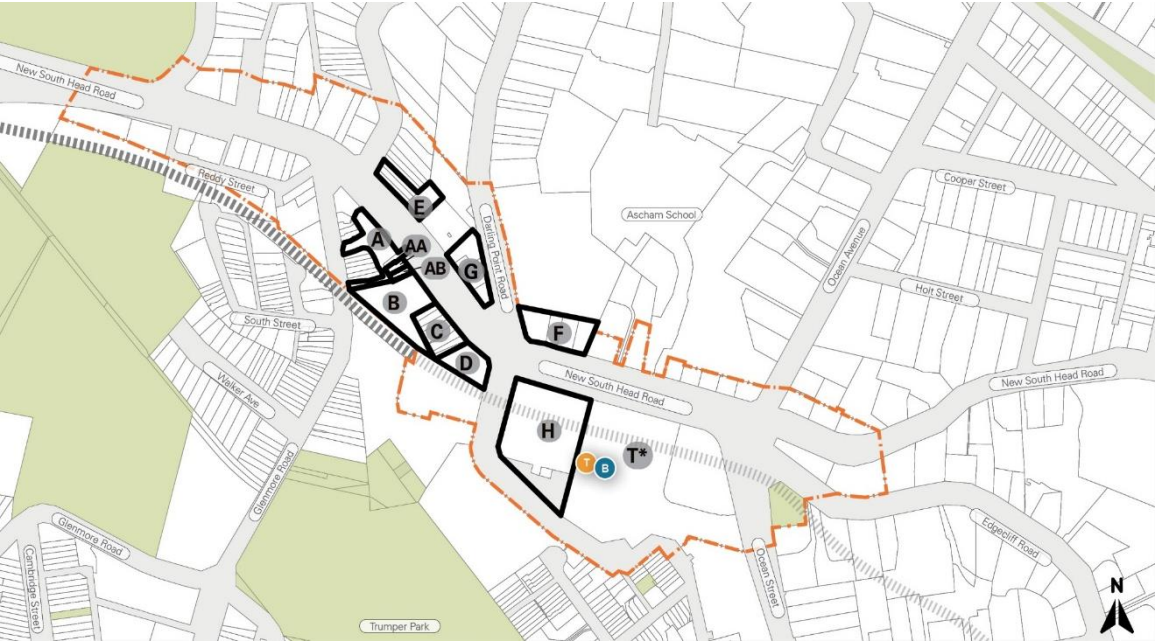 New South Head Road
Reddy Street
Cooper Street
E
Darling Point Road
Ascham School
A
AA
AB
G
Ocean Avenue
Holt Street
B
South Street
C
F
D
New South Head Road
New South Head Road
Walker Ave
H
T*
T
B
Glenmore Road
Glenmore Road
Edgecliff Road
Cambridge Street
Ocean Street
N
Trumper Park